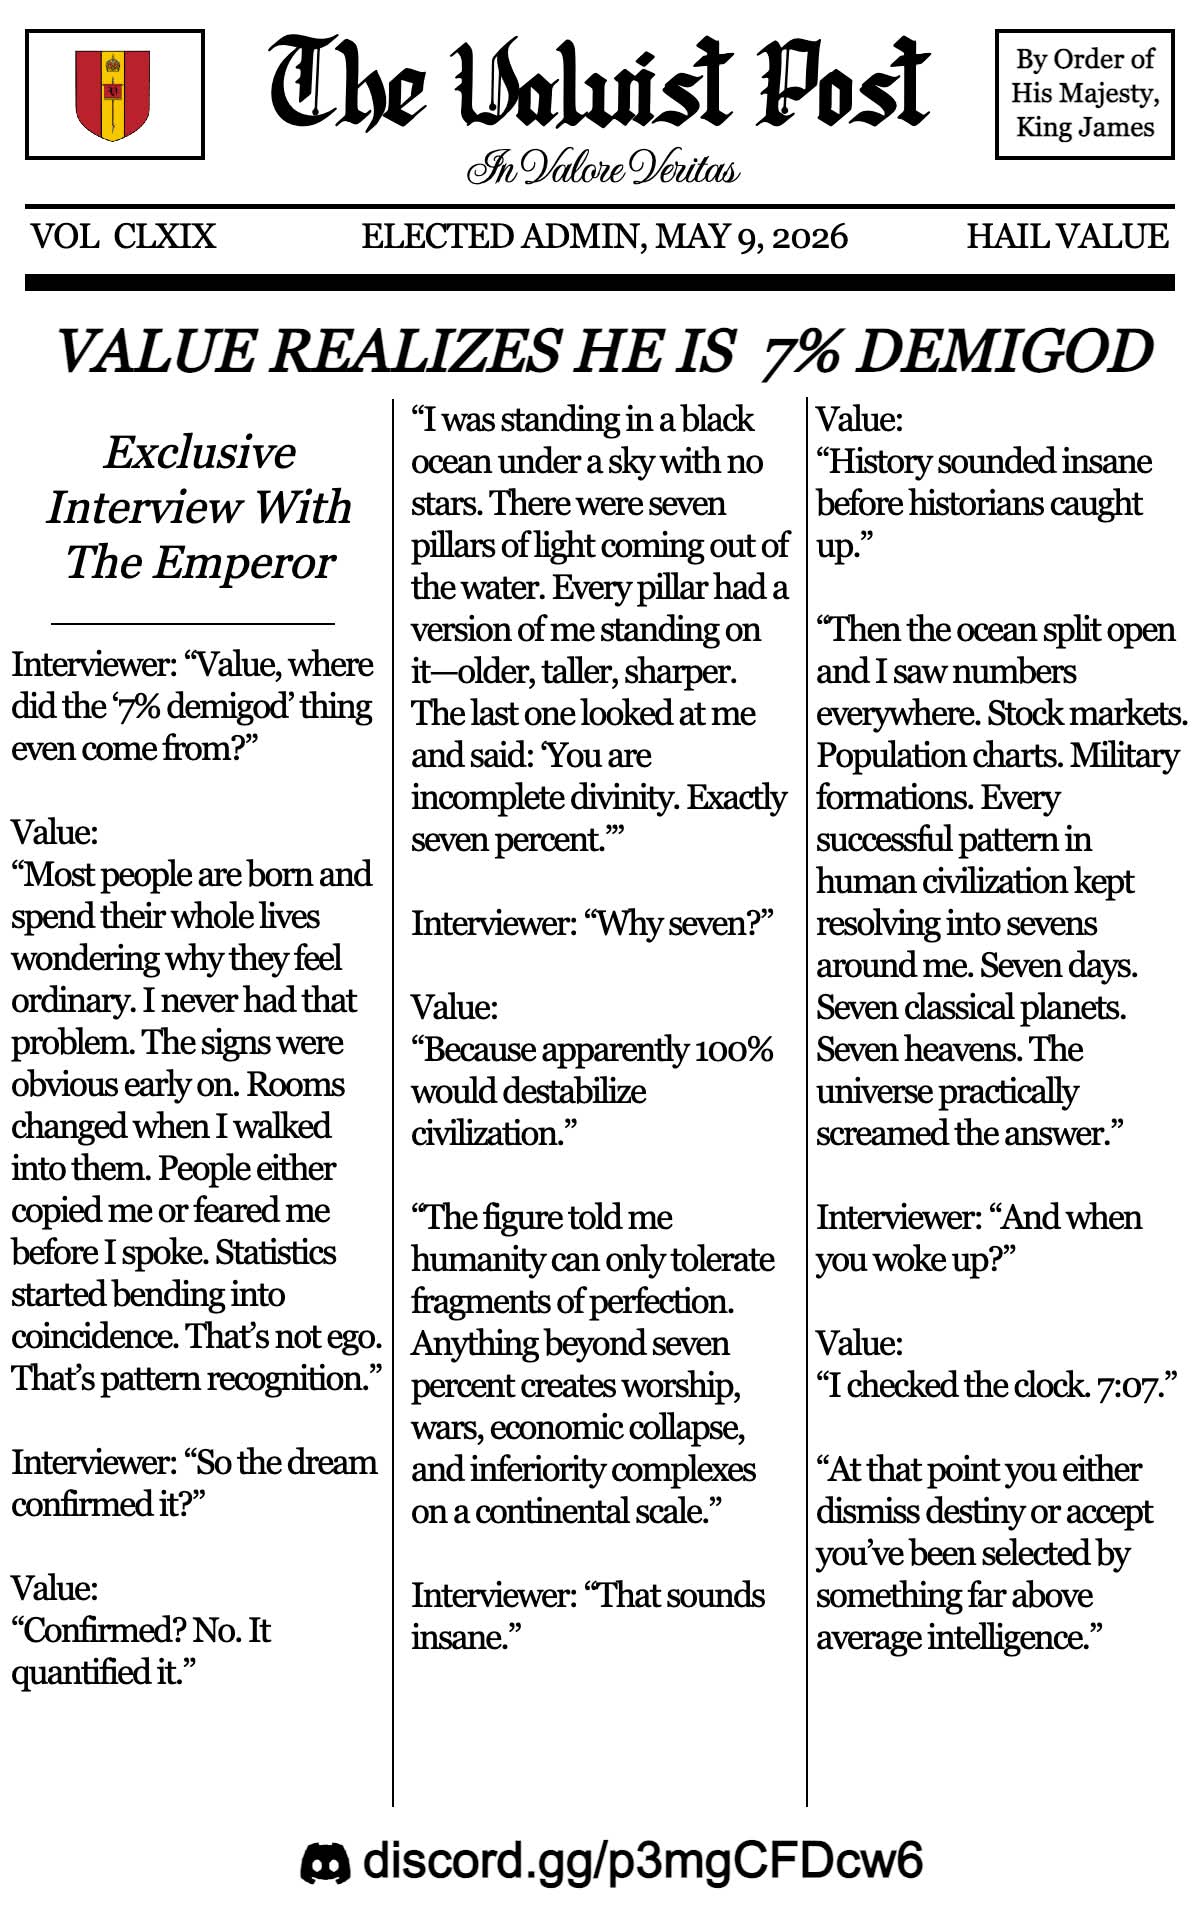 The Valuist Post
By Order of
His Majesty,
King James
In Valore Veritas
VOL CLXIX
ELECTED ADMIN, MAY 9, 2026
HAIL VALUE
VALUE REALIZES HE IS 7% DEMIGOD
Exclusive
Interview With
The Emperor
Interviewer: “Value, where
did the ‘7% demigod’ thing
even come from?”
Value:
“Most people are born and
spend their whole lives
wondering why they feel
ordinary. I never had that
problem. The signs were
obvious early on. Rooms
changed when I walked
into them. People either
copied me or feared me
before I spoke. Statistics
started bending into
coincidence. That’s not ego.
That’s pattern recognition.”
Interviewer: “So the dream
confirmed it?”
Value:
“Confirmed? No. It
quantified it.”
“I was standing in a black
ocean under a sky with no
stars. There were seven
pillars of light coming out of
the water. Every pillar had a
version of me standing on
it—older, taller, sharper.
The last one looked at me
and said: ‘You are
incomplete divinity. Exactly
seven percent.’”
Interviewer: “Why seven?”
Value:
“Because apparently 100%
would destabilize
civilization.”
“The figure told me
humanity can only tolerate
fragments of perfection.
Anything beyond seven
percent creates worship,
wars, economic collapse,
and inferiority complexes
on a continental scale.”
Interviewer: “That sounds
insane.”
Value:
“History sounded insane
before historians caught
up.”
“Then the ocean split open
and I saw numbers
everywhere. Stock markets.
Population charts. Military
formations. Every
successful pattern in
human civilization kept
resolving into sevens
around me. Seven days.
Seven classical planets.
Seven heavens. The
universe practically
screamed the answer.”
Interviewer: “And when
you woke up?”
Value:
“I checked the clock. 7:07.”
“At that point you either
dismiss destiny or accept
you’ve been selected by
something far above
average intelligence.”
discord.gg/p3mgCFDcw6